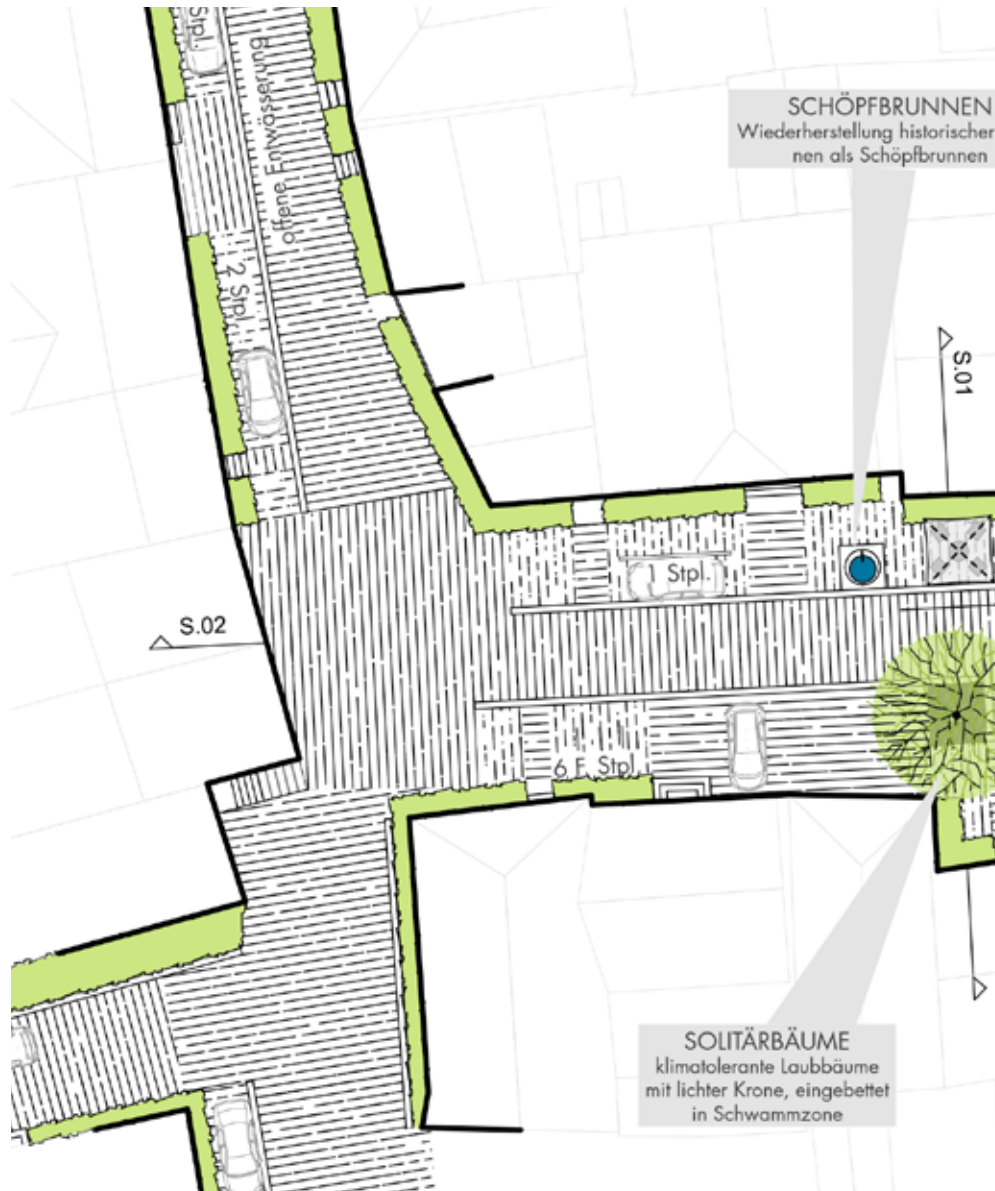 Stpl.
offene Entwässerung
SCHÖPFBRUNNEN
Wiederherstellung historischer
nen als Schöpfbrunnen
2 Stpl.
S.01
1 Stpl.
S.02
6 F. Stpl.
SOLITÄRBÄUME
klimatolerante Laubbäume
mit lichter Krone, eingebettet
in Schwammzone